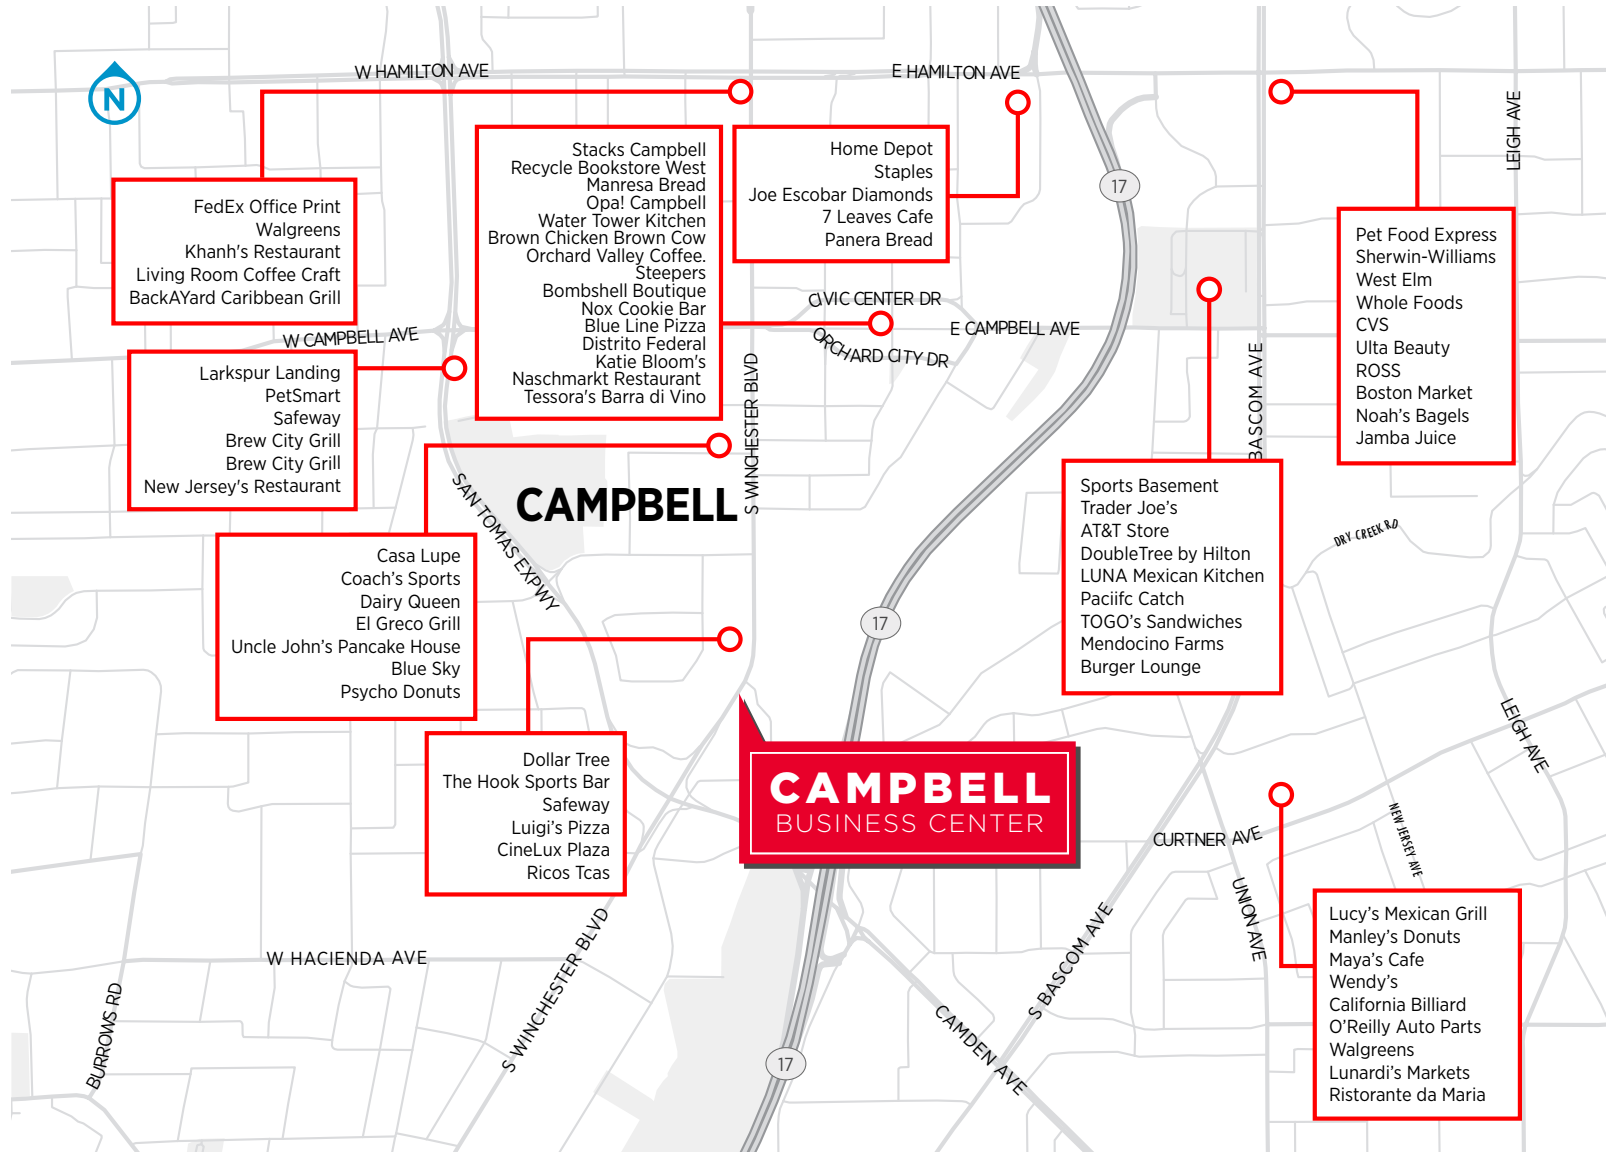 W HAMILTON AVE
E HAMILTON AVE
N
LEIGH AVE
FedEx Office Print
Walgreens
Khanh's Restaurant
Living Room Coffee Craft
BackAYard Caribbean Grill
Stacks Campbell
Recycle Bookstore West
Manresa Bread
Opa! Campbell
Water Tower Kitchen
Brown Chicken Brown Cow
Orchard Valley Coffee.
Steepers
Bombshell Boutique
Nox Cookie Bar
Blue Line Pizza
Distrito Federal
Katie Bloom's
Naschmarkt Restaurant
Tessora's Barra di Vino
Home Depot
Staples
Joe Escobar Diamonds
7 Leaves Cafe
Panera Bread
17
Pet Food Express
Sherwin-Williams
West Elm
Whole Foods
CVS
Ulta Beauty
ROSS
Boston Market
Noah's Bagels
Jamba Juice
CIVIC CENTER DR
E CAMPBELL AVE
ORCHARD CITY DR
W CAMPBELL AVE
S WINCHESTER BLVD
BASCOM AVE
Larkspur Landing
PetSmart
Safeway
Brew City Grill
Brew City Grill
New Jersey's Restaurant
SAN TOMAS EXPWY
CAMPBELL
Sports Basement
Trader Joe's
AT&T Store
DoubleTree by Hilton
LUNA Mexican Kitchen
Paciifc Catch
TOGO's Sandwiches
Mendocino Farms
Burger Lounge
DRY CREEK RD
Casa Lupe
Coach's Sports
Dairy Queen
El Greco Grill
Uncle John's Pancake House
Blue Sky
Psycho Donuts
17
LEIGH AVE
Dollar Tree
The Hook Sports Bar
Safeway
Luigi's Pizza
CineLux Plaza
Ricos Tcas
CAMPBELL
BUSINESS CENTER
CURTNER AVE
NEW JERSEY AVE
UNION AVE
Lucy's Mexican Grill
Manley's Donuts
Maya's Cafe
Wendy's
California Billiard
O'Reilly Auto Parts
Walgreens
Lunardi's Markets
Ristorante da Maria
W HACIENDA AVE
BURROWS RD
S WINCHESTER BLVD
S BASCOM AVE
CAMDEN AVE
17